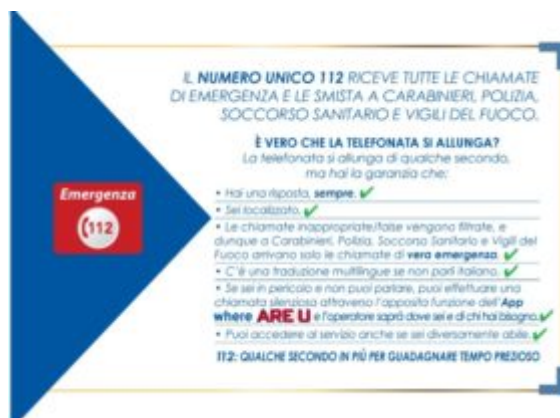 IL NUMERO UNICO 112 RICEVE TUTTE LE CHIAMATE
DI EMERGENZA E LE SMISTA A CARABINIERI, POLIZIA,
SOCCORSO SANITARIO E VIGILI DEL FUOCO.
È VERO CHE LA TELEFONATA SI ALLUNGA?
La telefonata si allunga di qualche secondo,
ma hai la garanzia che:
• Hai una risposta, sempre.
• Sei localizzato.
• Le chiamate inappropriate/false vengono filtrate, e
dunque a Carabinieri, Polizia, Soccorso Sanitario e Vigili del
Fuoco arrivano solo le chiamate di vera emergenza.
• C'è una traduzione multilingue se non parli italiano.
• Se sei in pericolo e non puoi parlare, puoi effettuare una
chiamata silenziosa attraverso l'apposita funzione dell'App
where ARE U e l'operatore saprà dove sei e di chi hai bisogno.
• Puoi accedere al servizio anche se sei diversamente abile.
112: QUALCHE SECONDO IN PIÙ PER GUADAGNARE TEMPO PREZIOSO
Emergenza
112